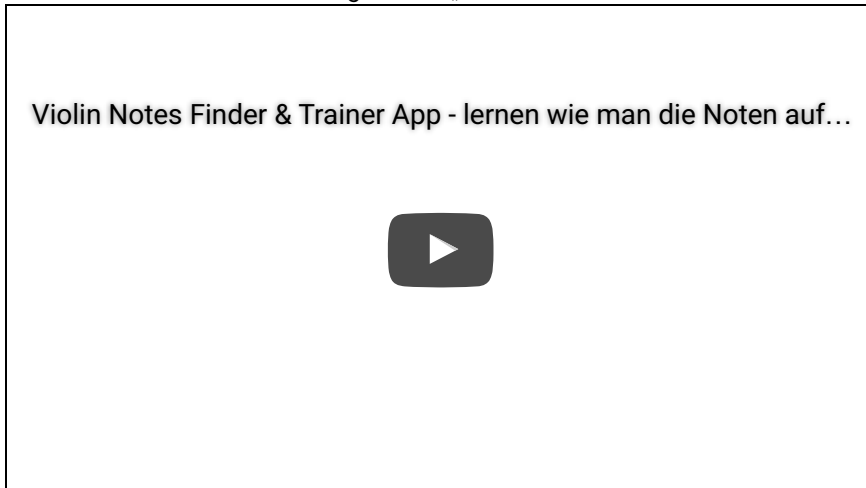 Violin Notes Finder & Trainer App - lernen wie man die Noten auf…